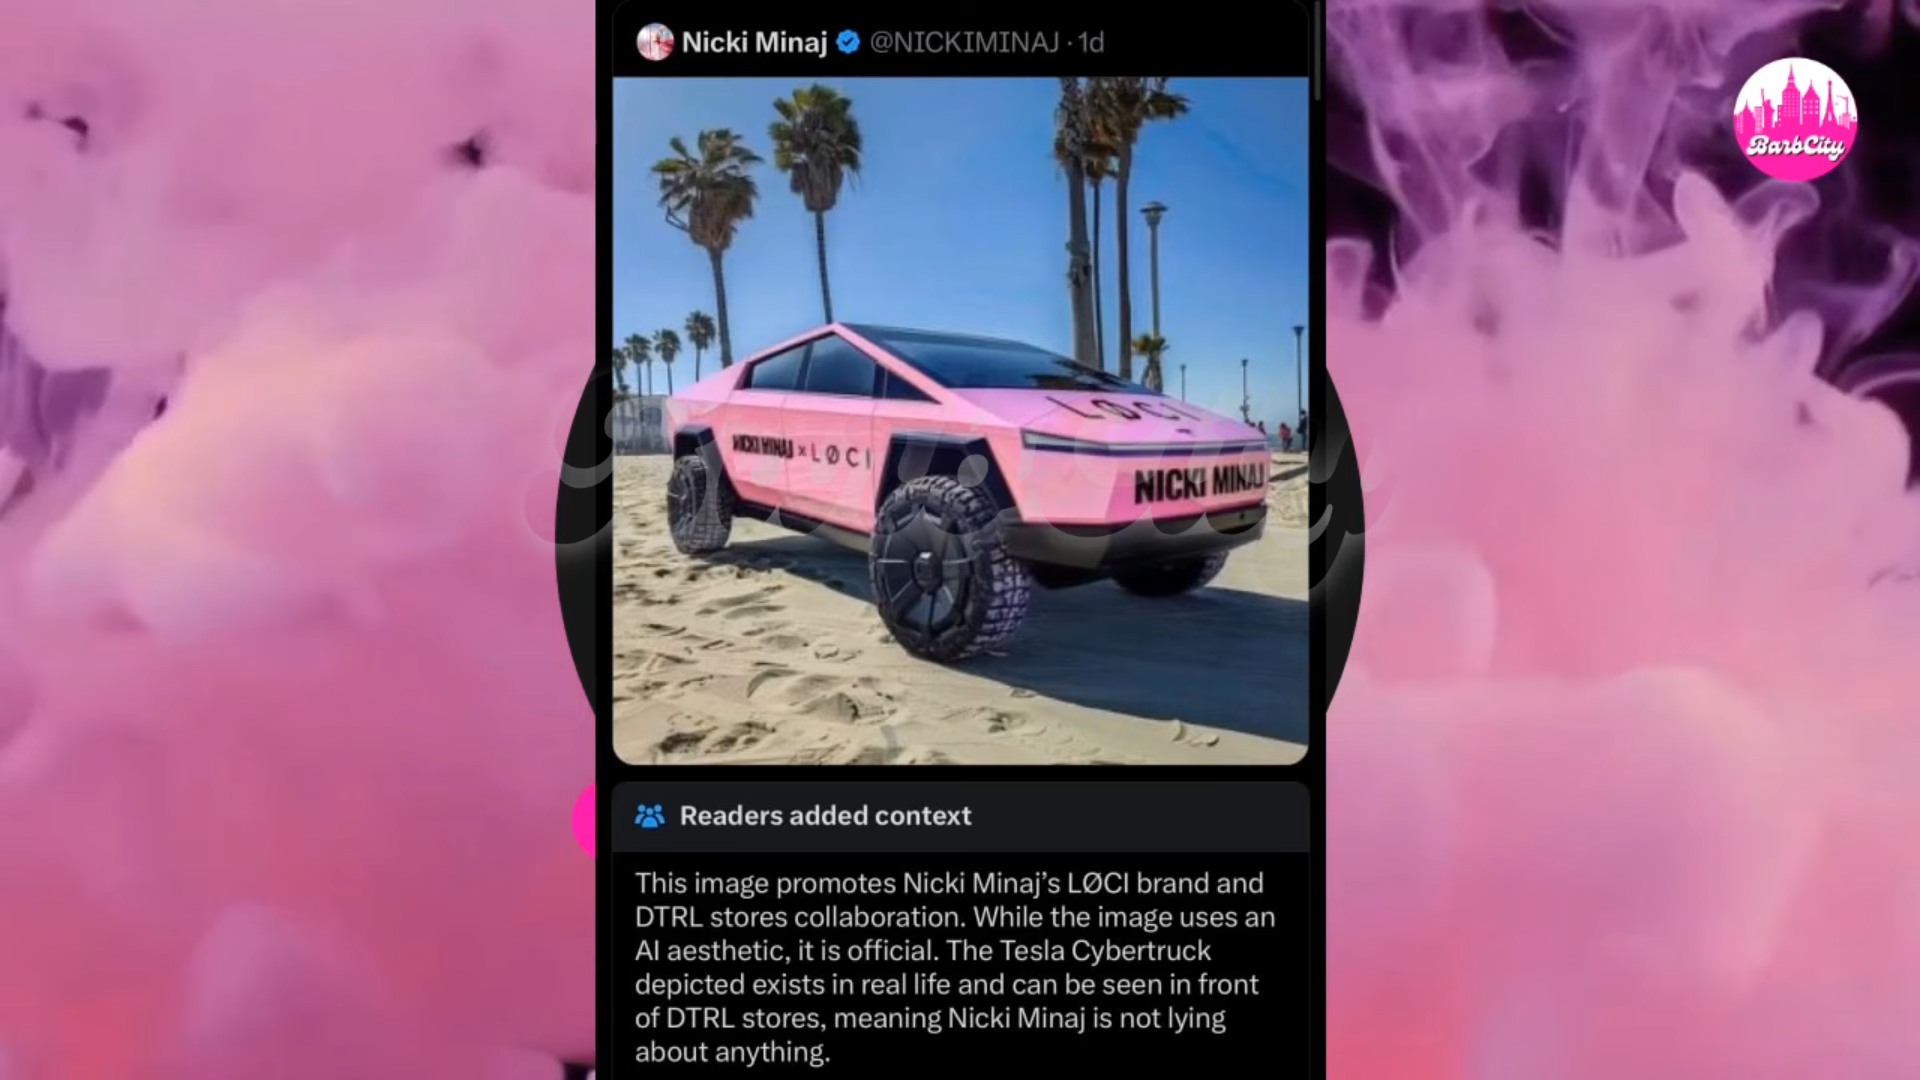 Nicki Minaj @NICKIMINAJ · 1d
BarbCity
LØCI
NICKI MINAJ × LØCI
NICKI MINAJ
Readers added context
This image promotes Nicki Minaj’s LØCI brand and
DTRL stores collaboration. While the image uses an
AI aesthetic, it is official. The Tesla Cybertruck
depicted exists in real life and can be seen in front
of DTRL stores, meaning Nicki Minaj is not lying
about anything.